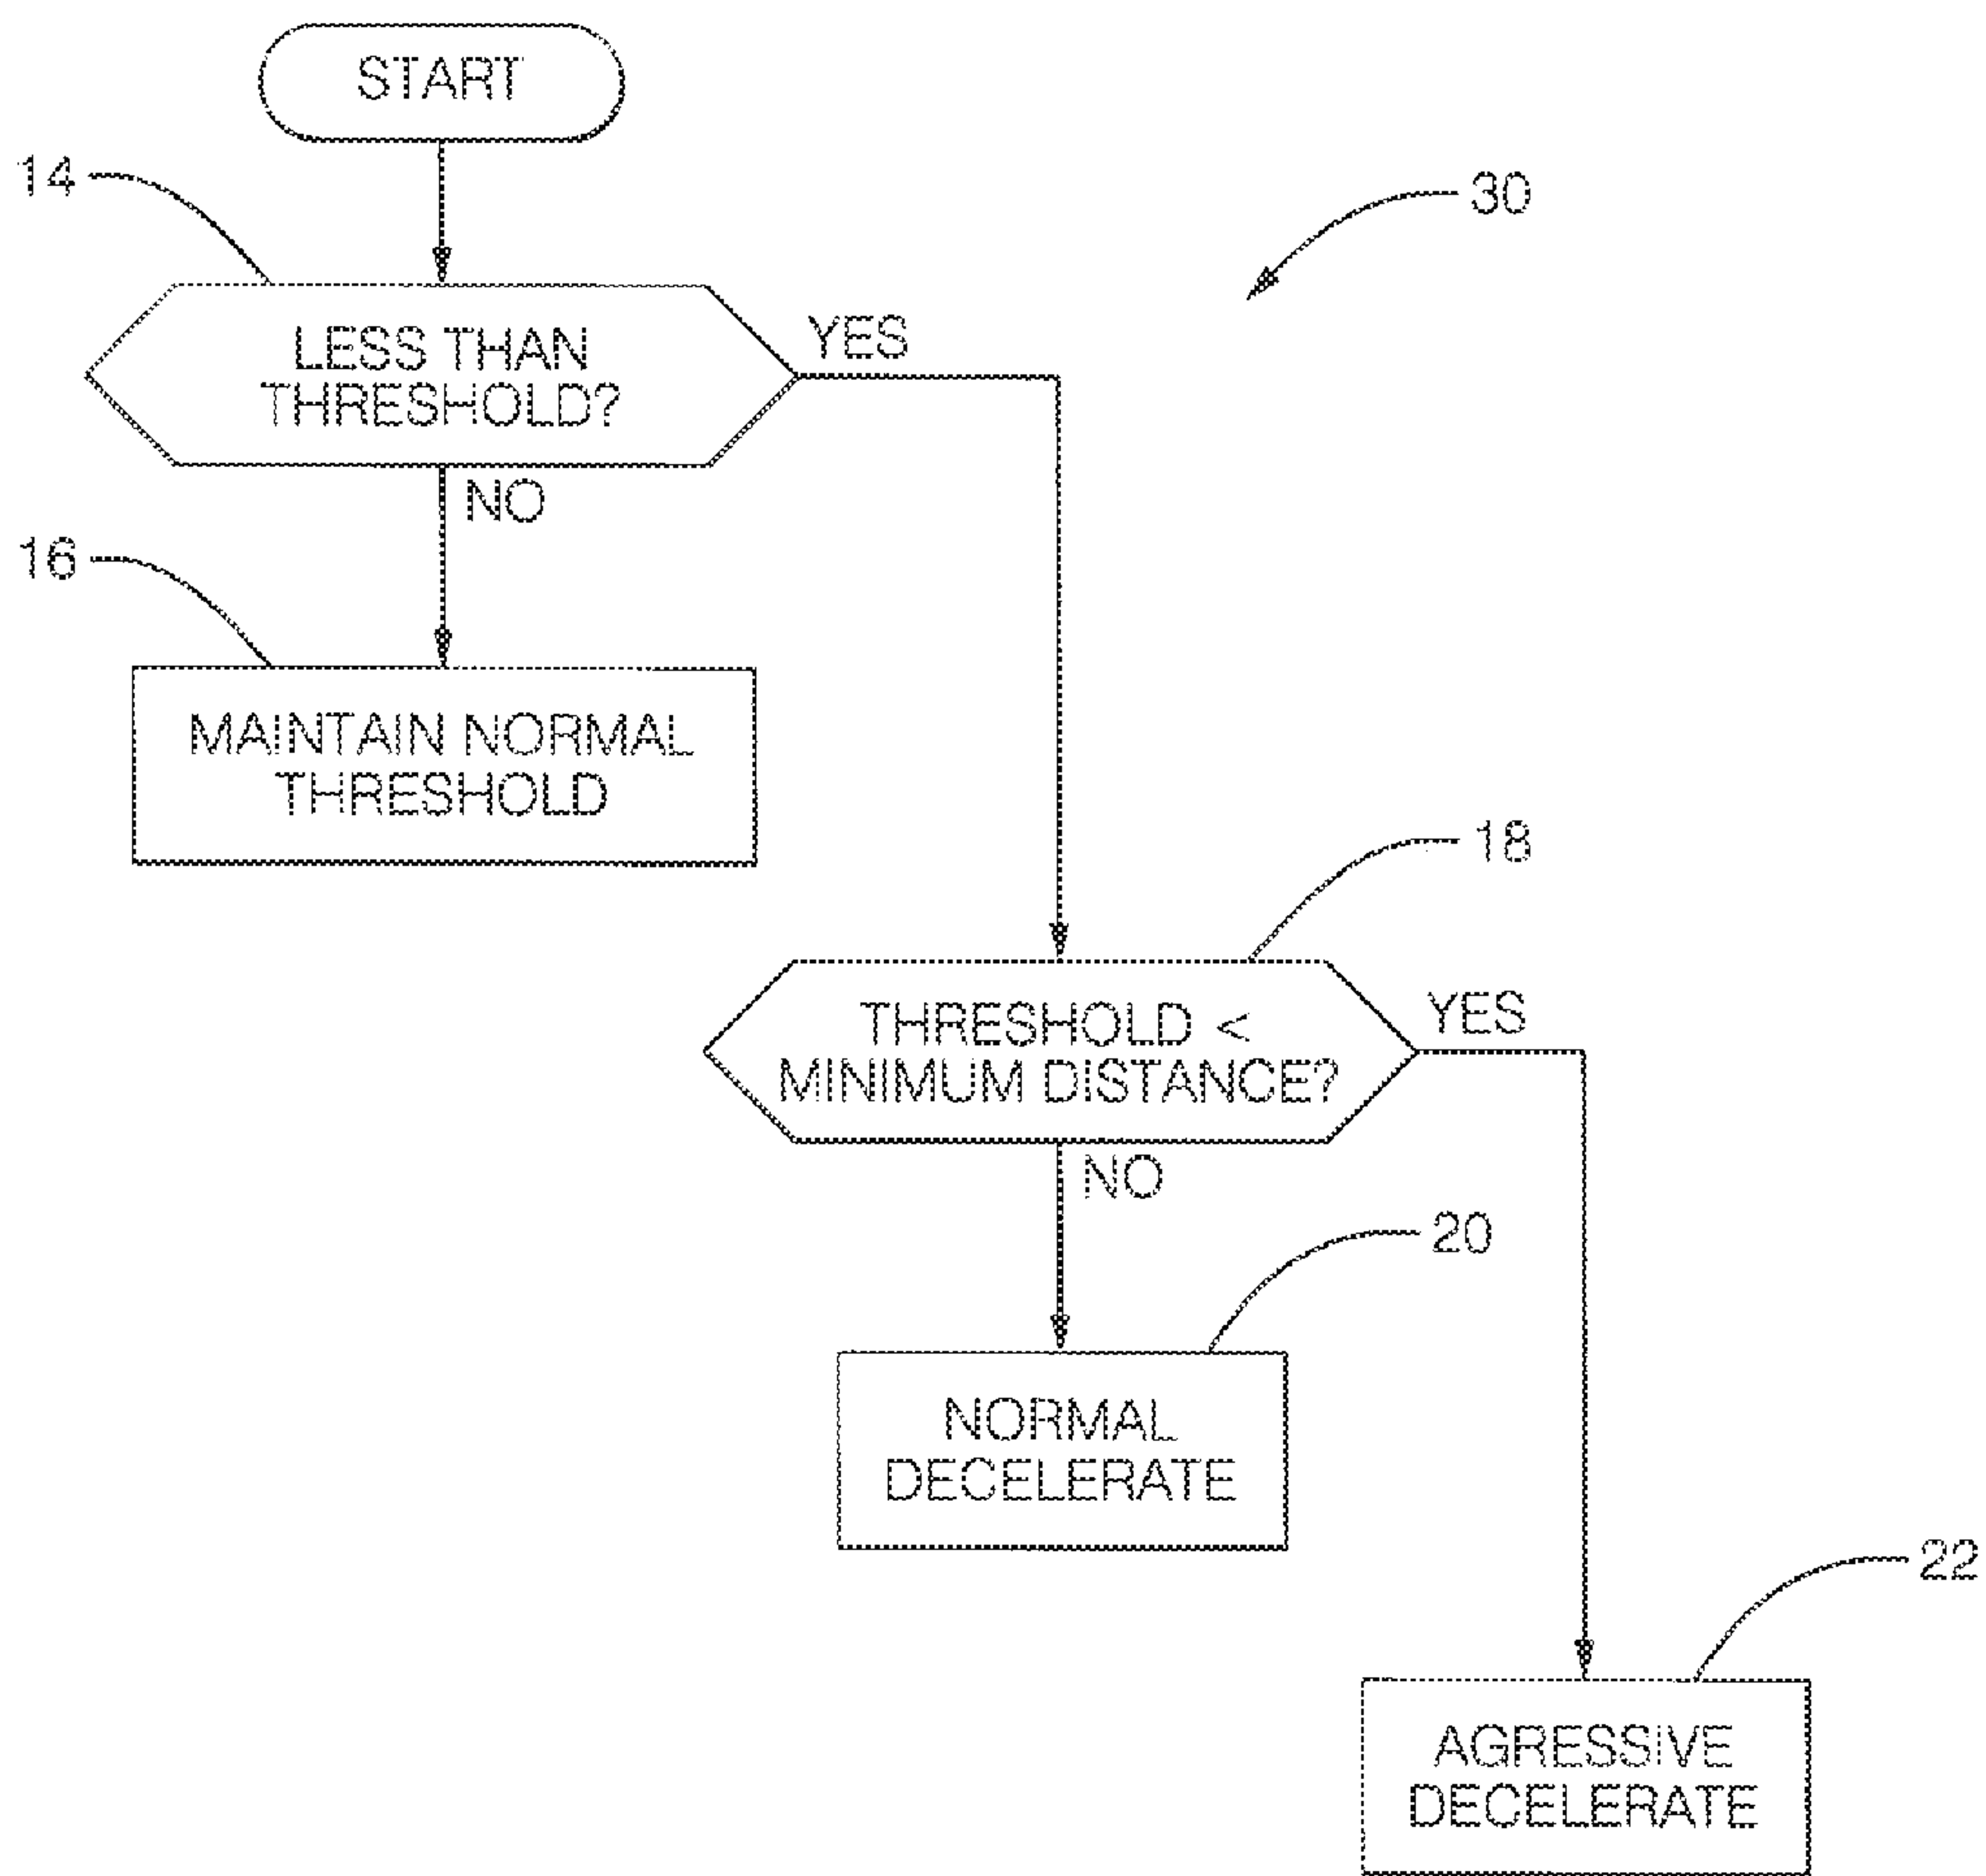 START
14
30
LESS THAN
THRESHOLD?
YES
NO
16
MAINTAIN NORMAL
THRESHOLD
18
THRESHOLD <
MINIMUM DISTANCE?
YES
NO
20
NORMAL
DECELERATE
22
AGRESSIVE
DECELERATE